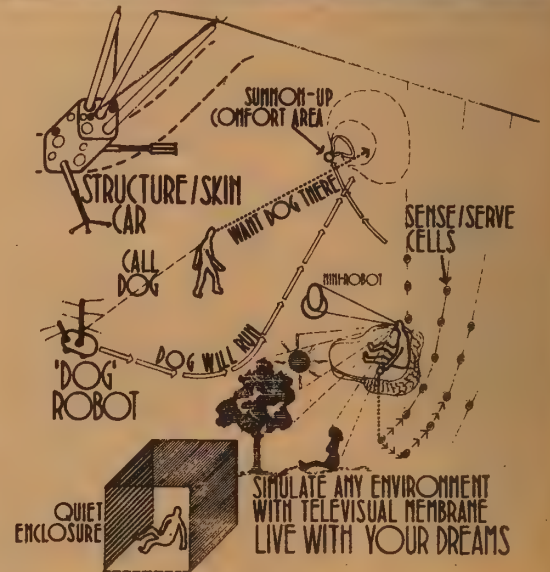 SUMMON-UP
COMFORT AREA
STRUCTURE/SKIN
CAR
WANT DOG THERE
SENSE/SERVE
CELLS
CALL
DOG
MINI-ROBOT
DOG WILL RUN
'DOG'
ROBOT
QUIET
ENCLOSURE
SIMULATE ANY ENVIRONMENT
WITH TELEVISUAL MEMBRANE
LIVE WITH YOUR DREAMS